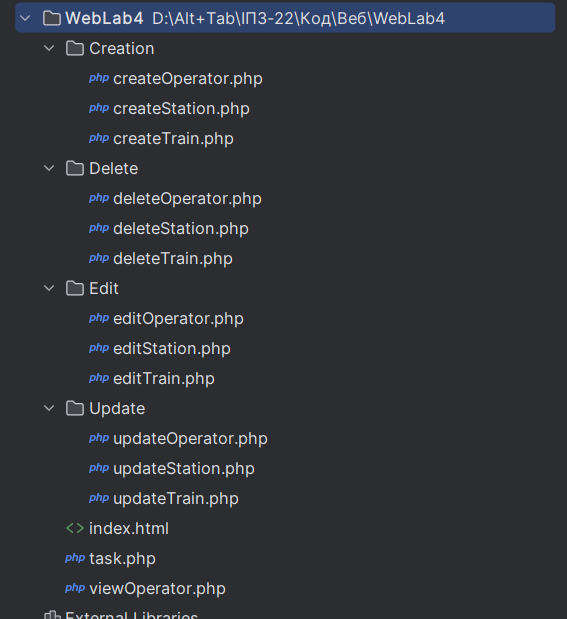 WebLab4 D:\Alt+Tab\ІПЗ-22\Код\Веб\WebLab4
Creation
php createOperator.php
php createStation.php
php createTrain.php
Delete
php deleteOperator.php
php deleteStation.php
php deleteTrain.php
Edit
php editOperator.php
php editStation.php
php editTrain.php
Update
php updateOperator.php
php updateStation.php
php updateTrain.php
<> index.html
php task.php
php viewOperator.php
External Libraries